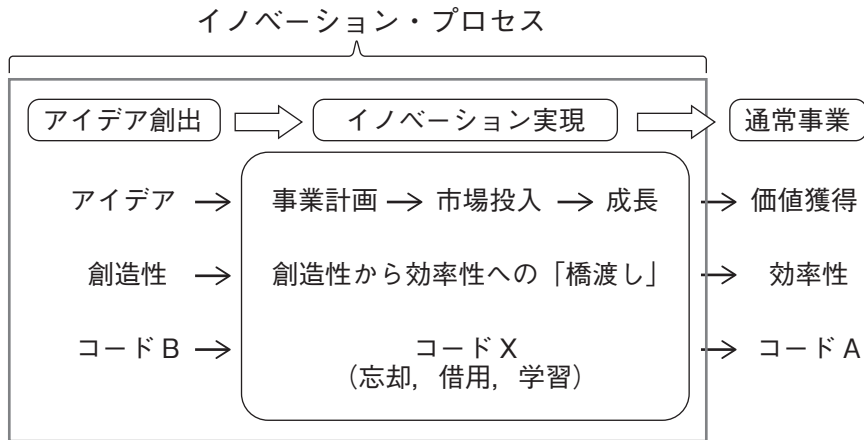 イノベーション・プロセス
アイデア創出 イノベーション実現 通常事業
アイデア 事業計画 市場投入 成長 価値獲得
創造性 創造性から効率性への「橋渡し」 効率性
コードB コードX コードA
(忘却,借用,学習)